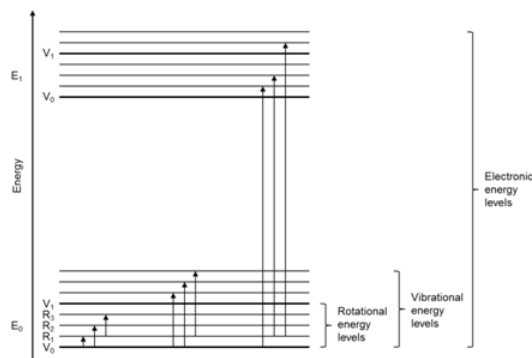 V₁
E₁
V₀
Energy
Electronic
energy
levels
Vibrational
energy
levels
V₁
R₃
Rotational
energy
levels
E₀
R₂
R₁
V₀